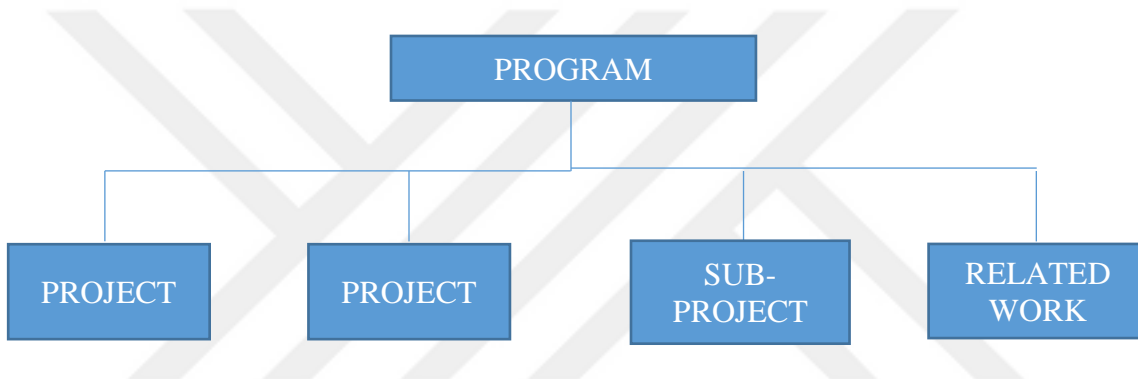 PROGRAM
PROJECT
PROJECT
SUB-
PROJECT
RELATED
WORK